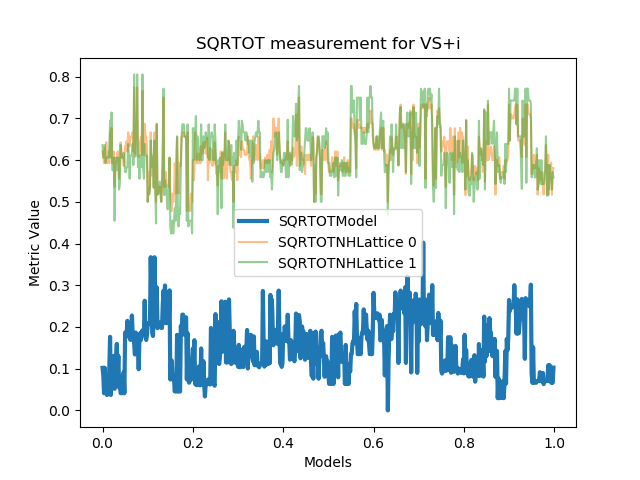 SQRTOT measurement for VS+i
Metric Value
0.8
0.7
0.6
0.5
0.4
0.3
0.2
0.1
0.0
SQRTOTModel
SQRTOTNHLattice 0
SQRTOTNHLattice 1
0.0 0.2 0.4 0.6 0.8 1.0
Models